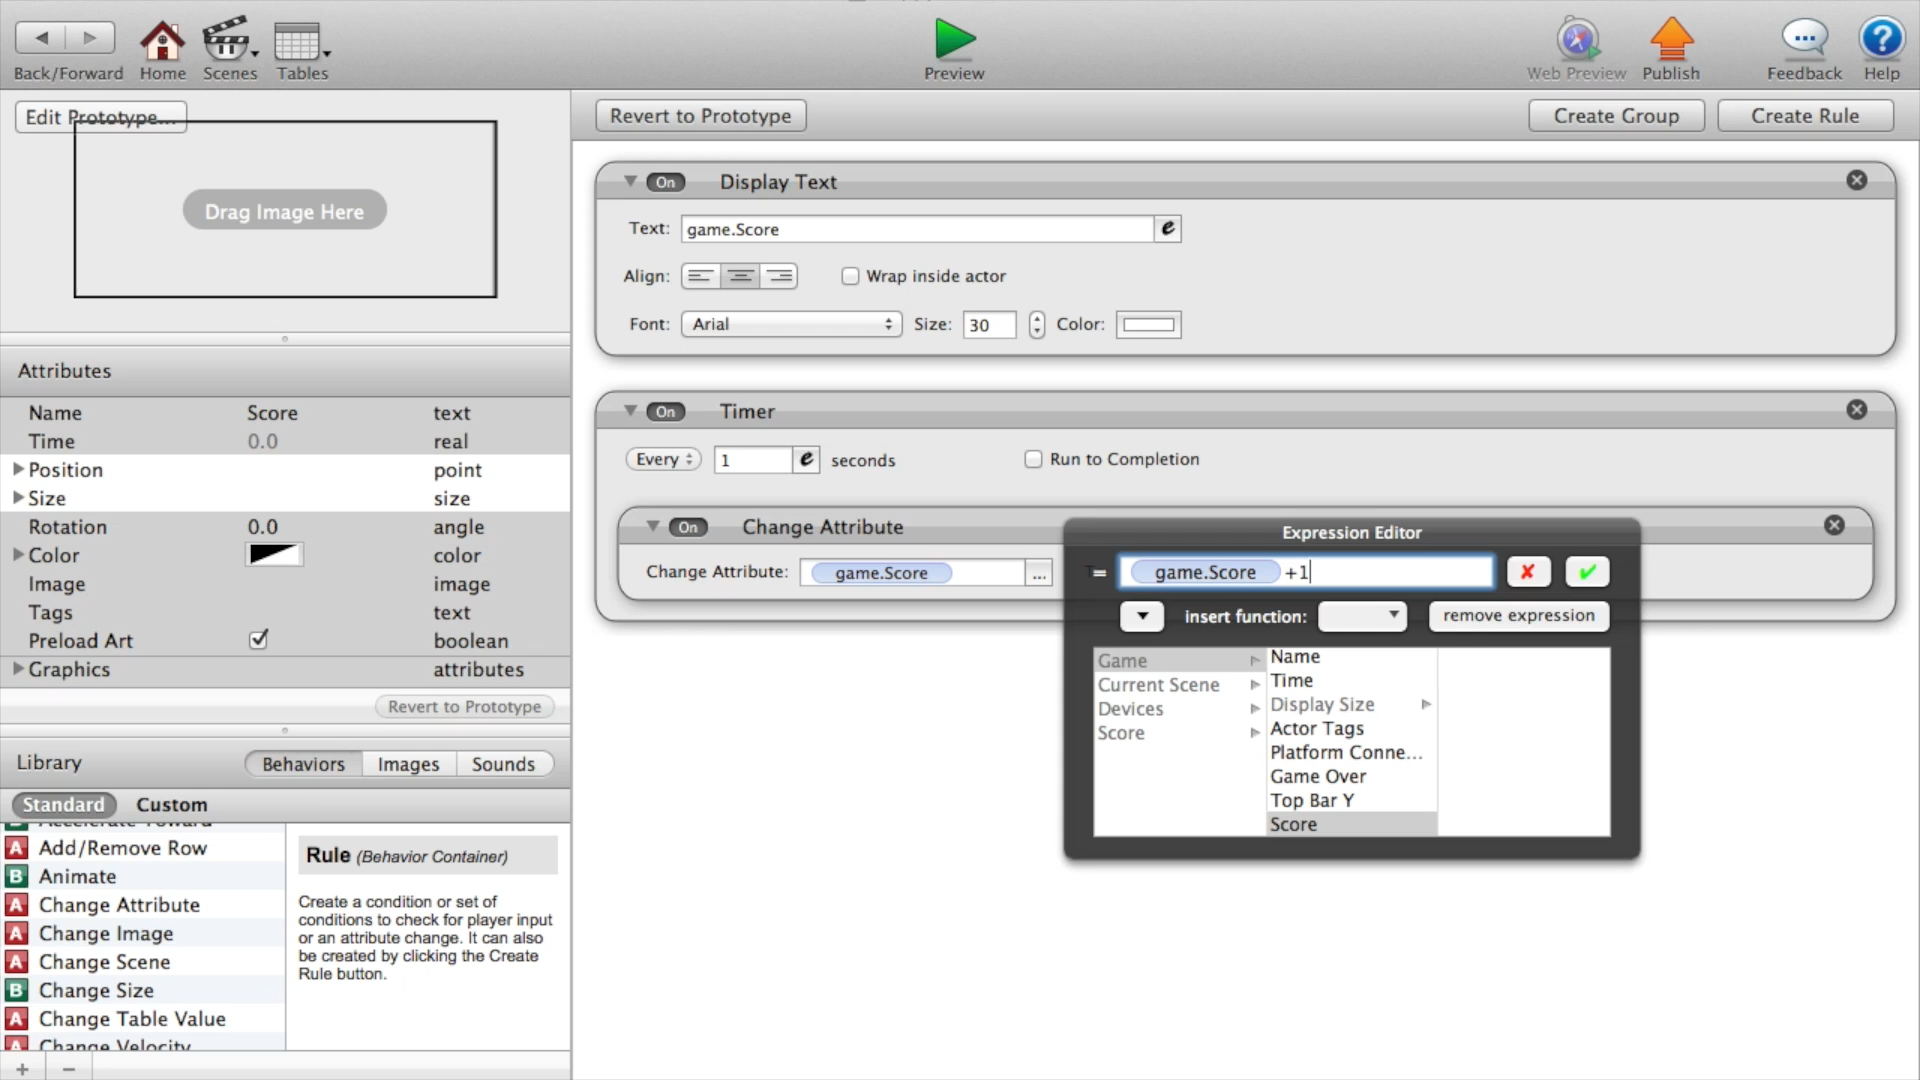 Back/Forward
Home
Scenes
Tables
Preview
Web Preview
Publish
Feedback
Help
Edit Prototype...
Drag Image Here
Revert to Prototype
Create Group
Create Rule
On
Display Text
Text:
game.Score
e
Align:
Wrap inside actor
Font:
Arial
Size:
30
Color:
Attributes
Name Score text
Time 0.0 real
Position point
Size size
Rotation 0.0 angle
Color color
Image image
Tags text
Preload Art boolean
Graphics attributes
Revert to Prototype
On
Timer
Every
1
e
seconds
Run to Completion
On
Change Attribute
Change Attribute:
game.Score
...
Expression Editor
=
game.Score +1
insert function:
remove expression
Game
Current Scene
Devices
Score
Name
Time
Display Size
Actor Tags
Platform Conne...
Game Over
Top Bar Y
Score
Library
Behaviors
Images
Sounds
Standard
Custom
Accelerate Toward
A Add/Remove Row
B Animate
A Change Attribute
A Change Image
A Change Scene
B Change Size
A Change Table Value
A Change Velocity
Rule (Behavior Container)
Create a condition or set of
conditions to check for player input
or an attribute change. It can also
be created by clicking the Create
Rule button.
+
−